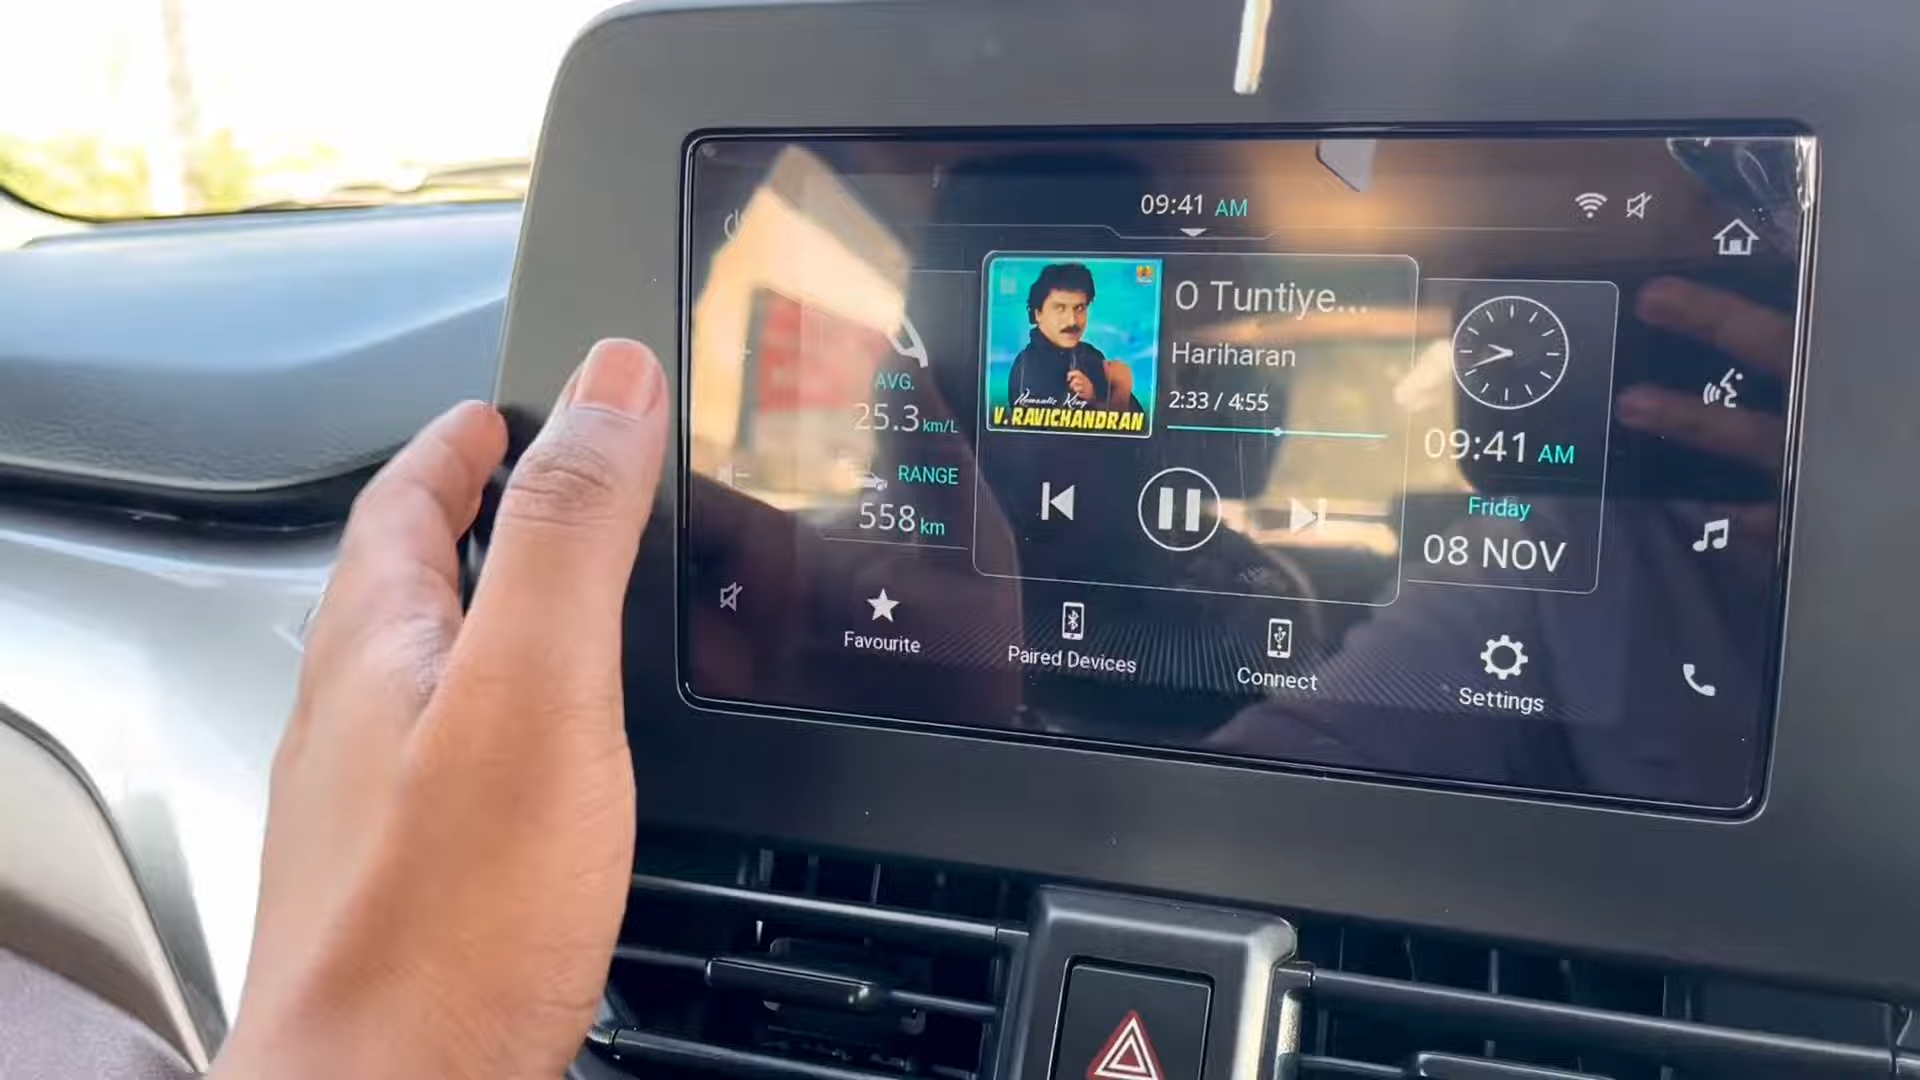 09:41 AM
AVG.
25.3 km/L
RANGE
558 km
Romantic King
V. RAVICHANDRAN
O Tuntiye...
Hariharan
2:33 / 4:55
09:41 AM
Friday
08 NOV
Favourite
Paired Devices
Connect
Settings